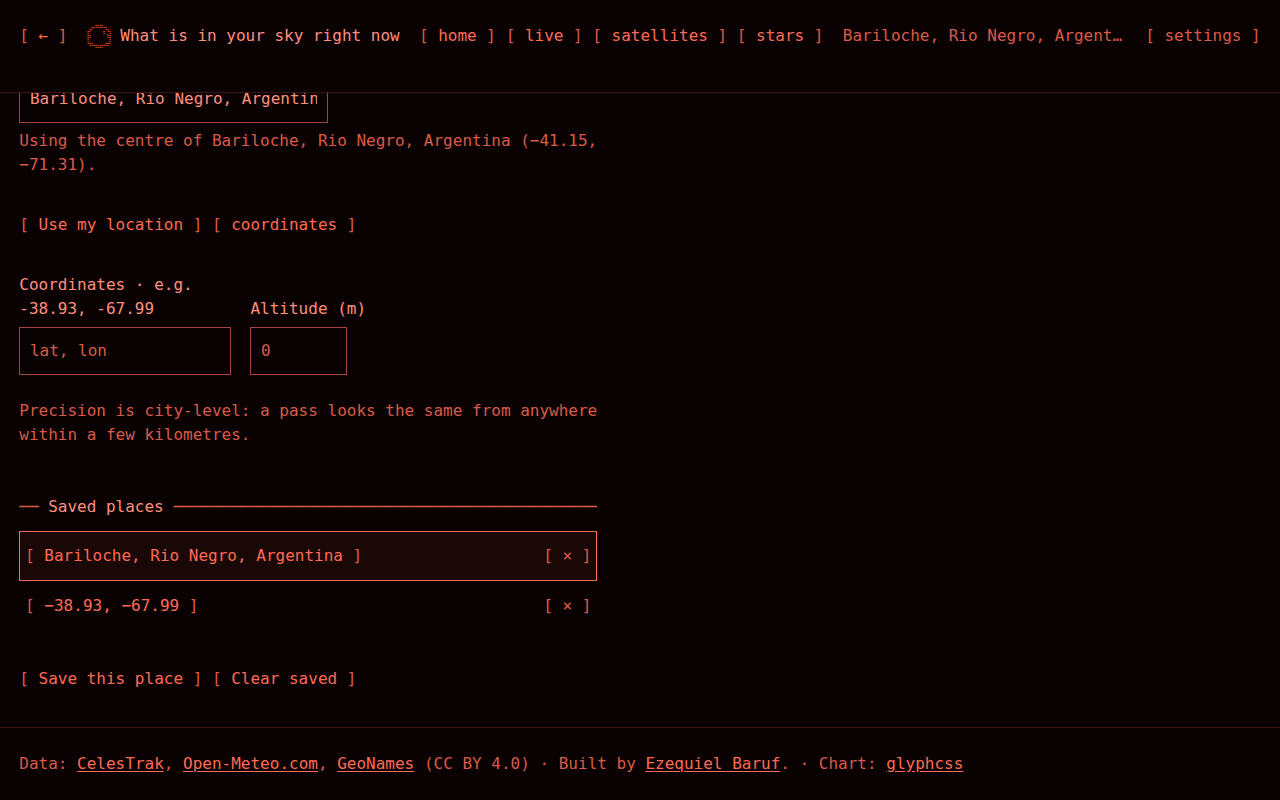 [ ← ] What is in your sky right now [ home ] [ live ] [ satellites ] [ stars ] Bariloche, Rio Negro, Argent… [ settings ]
Bariloche, Rio Negro, Argentin
Using the centre of Bariloche, Rio Negro, Argentina (−41.15,
−71.31).
[ Use my location ] [ coordinates ]
Coordinates · e.g.
-38.93, -67.99 Altitude (m)
lat, lon 0
Precision is city-level: a pass looks the same from anywhere
within a few kilometres.
Saved places
[ Bariloche, Rio Negro, Argentina ] [ × ]
[ −38.93, −67.99 ] [ × ]
[ Save this place ] [ Clear saved ]
Data: CelesTrak, Open-Meteo.com, GeoNames (CC BY 4.0) · Built by Ezequiel Baruf. · Chart: glyphcss